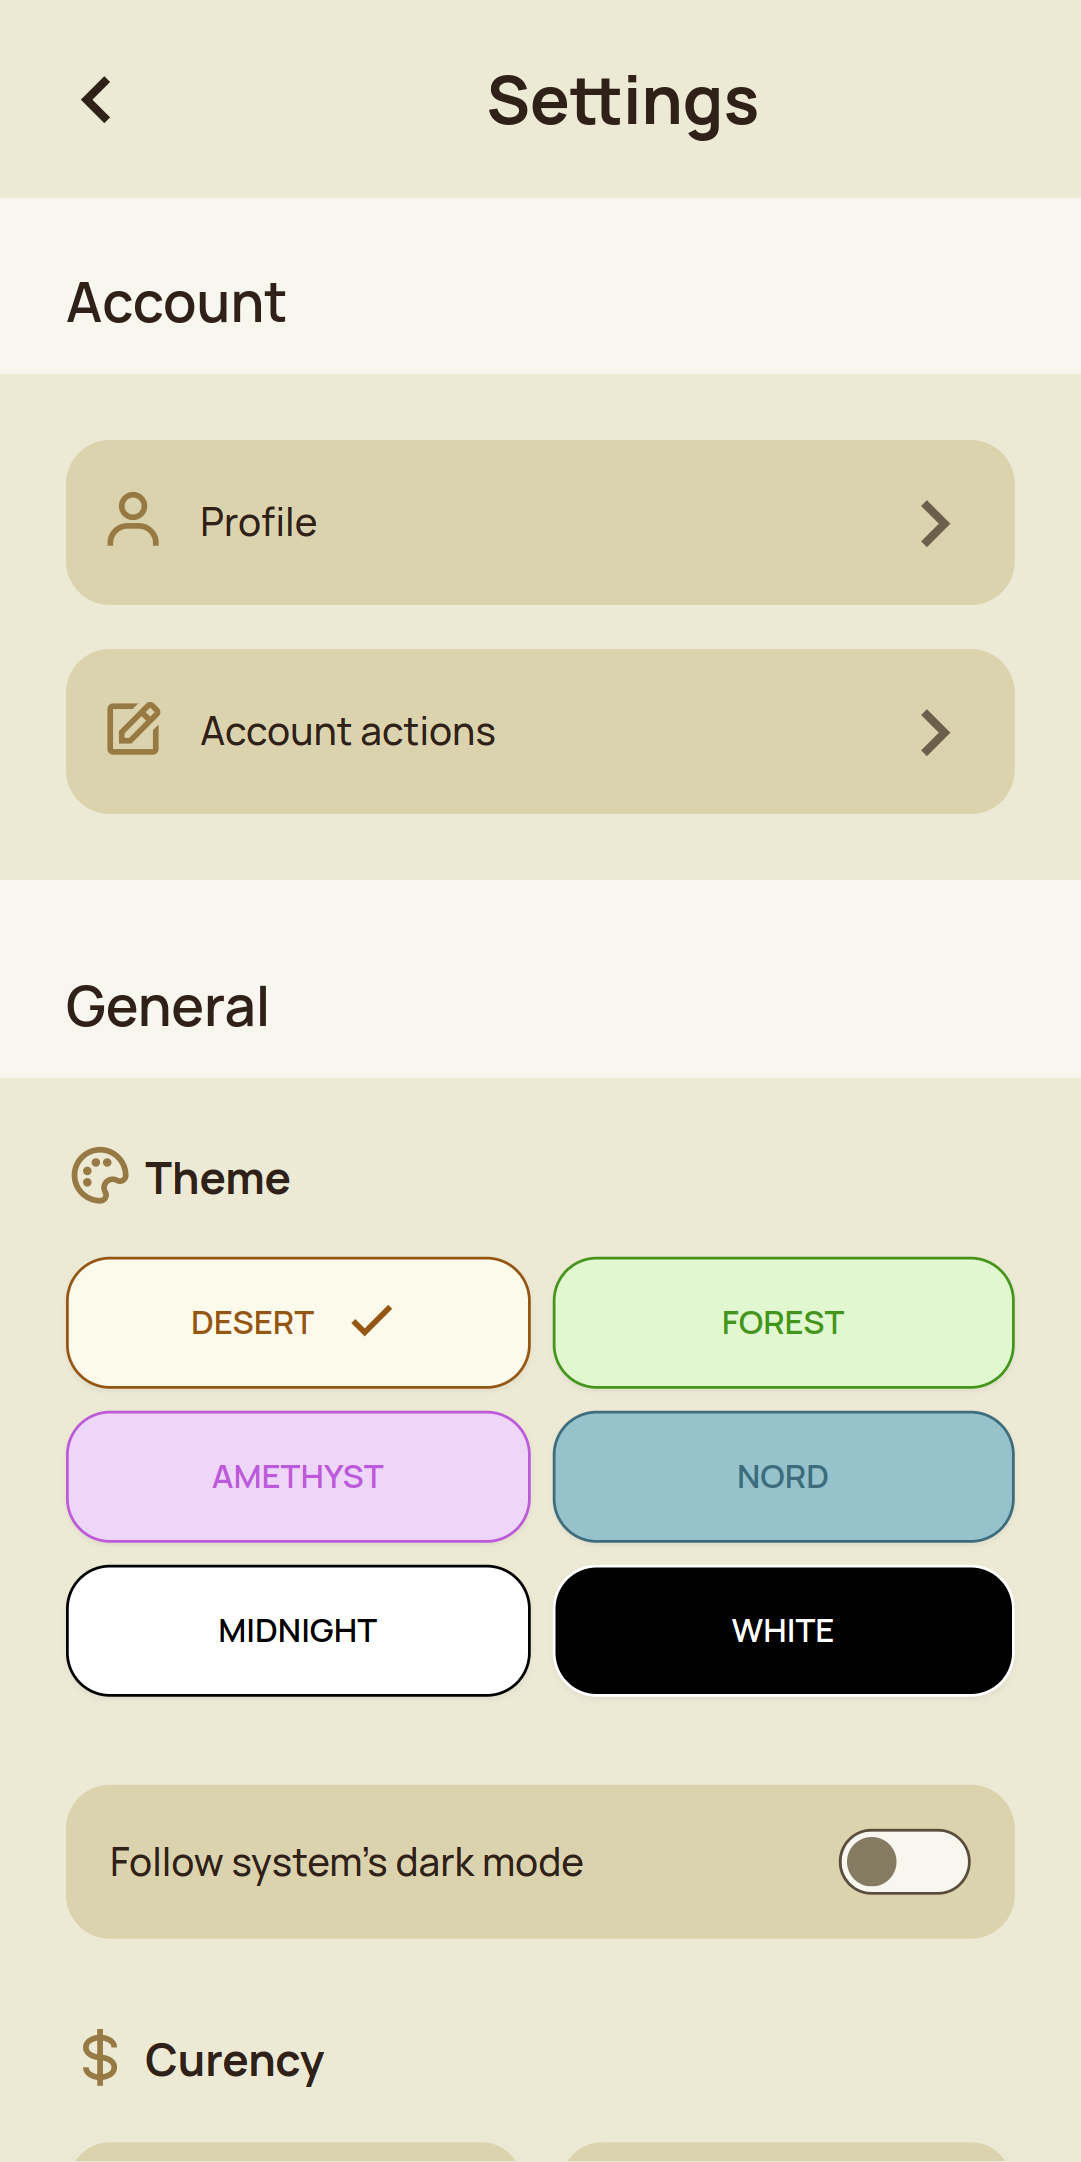 Settings
Account
Profile
Account actions
General
Theme
DESERT
FOREST
AMETHYST
NORD
MIDNIGHT
WHITE
Follow system's dark mode
Curency